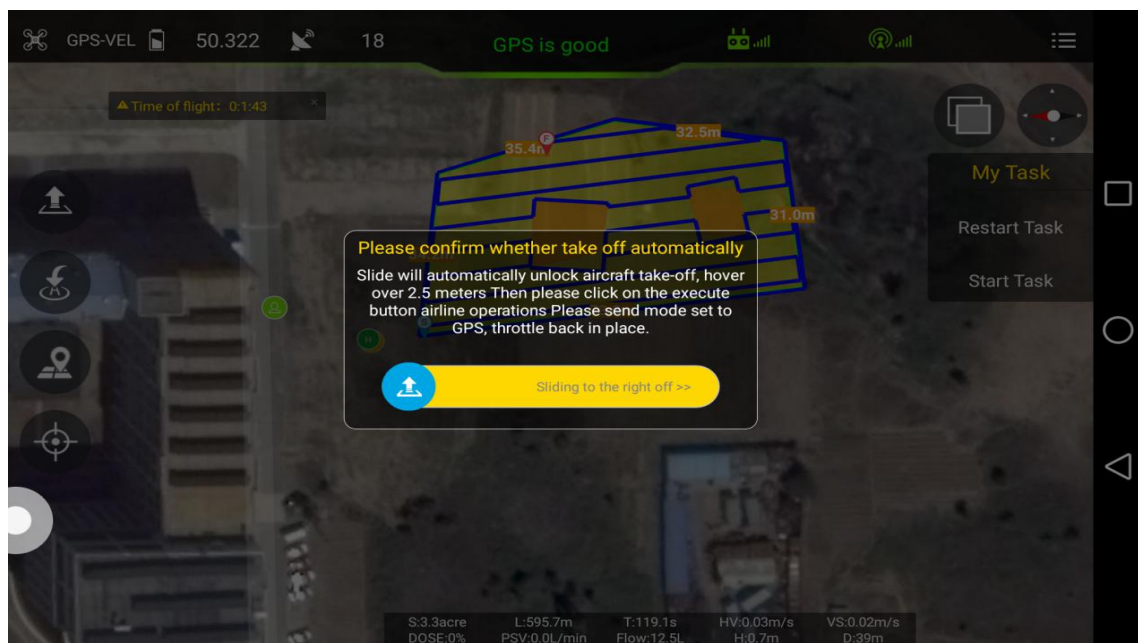 GPS-VEL 50.322 18 GPS is good
Time of flight: 0:1:43 ×
35.4
F
32.5m
31.0m
My Task
Restart Task
Start Task
Please confirm whether take off automatically
Slide will automatically unlock aircraft take-off, hover
over 2.5 meters Then please click on the execute
button airline operations Please send mode set to
GPS, throttle back in place.
H
Sliding to the right off >>
S:3.3acre L:595.7m T:119.1s HV:0.03m/s VS:0.02m/s
DOSE:0% PSV:0.0L/min Flow:12.5L H:0.7m D:39m